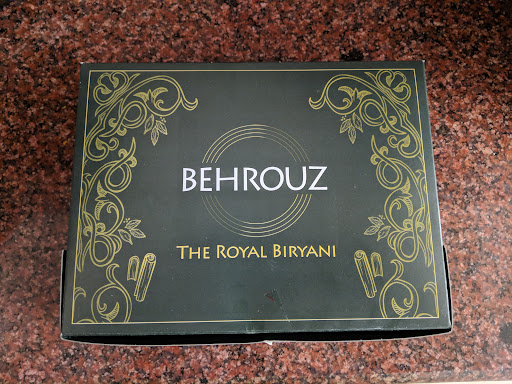 BEHROUZ
THE ROYAL BIRYANI